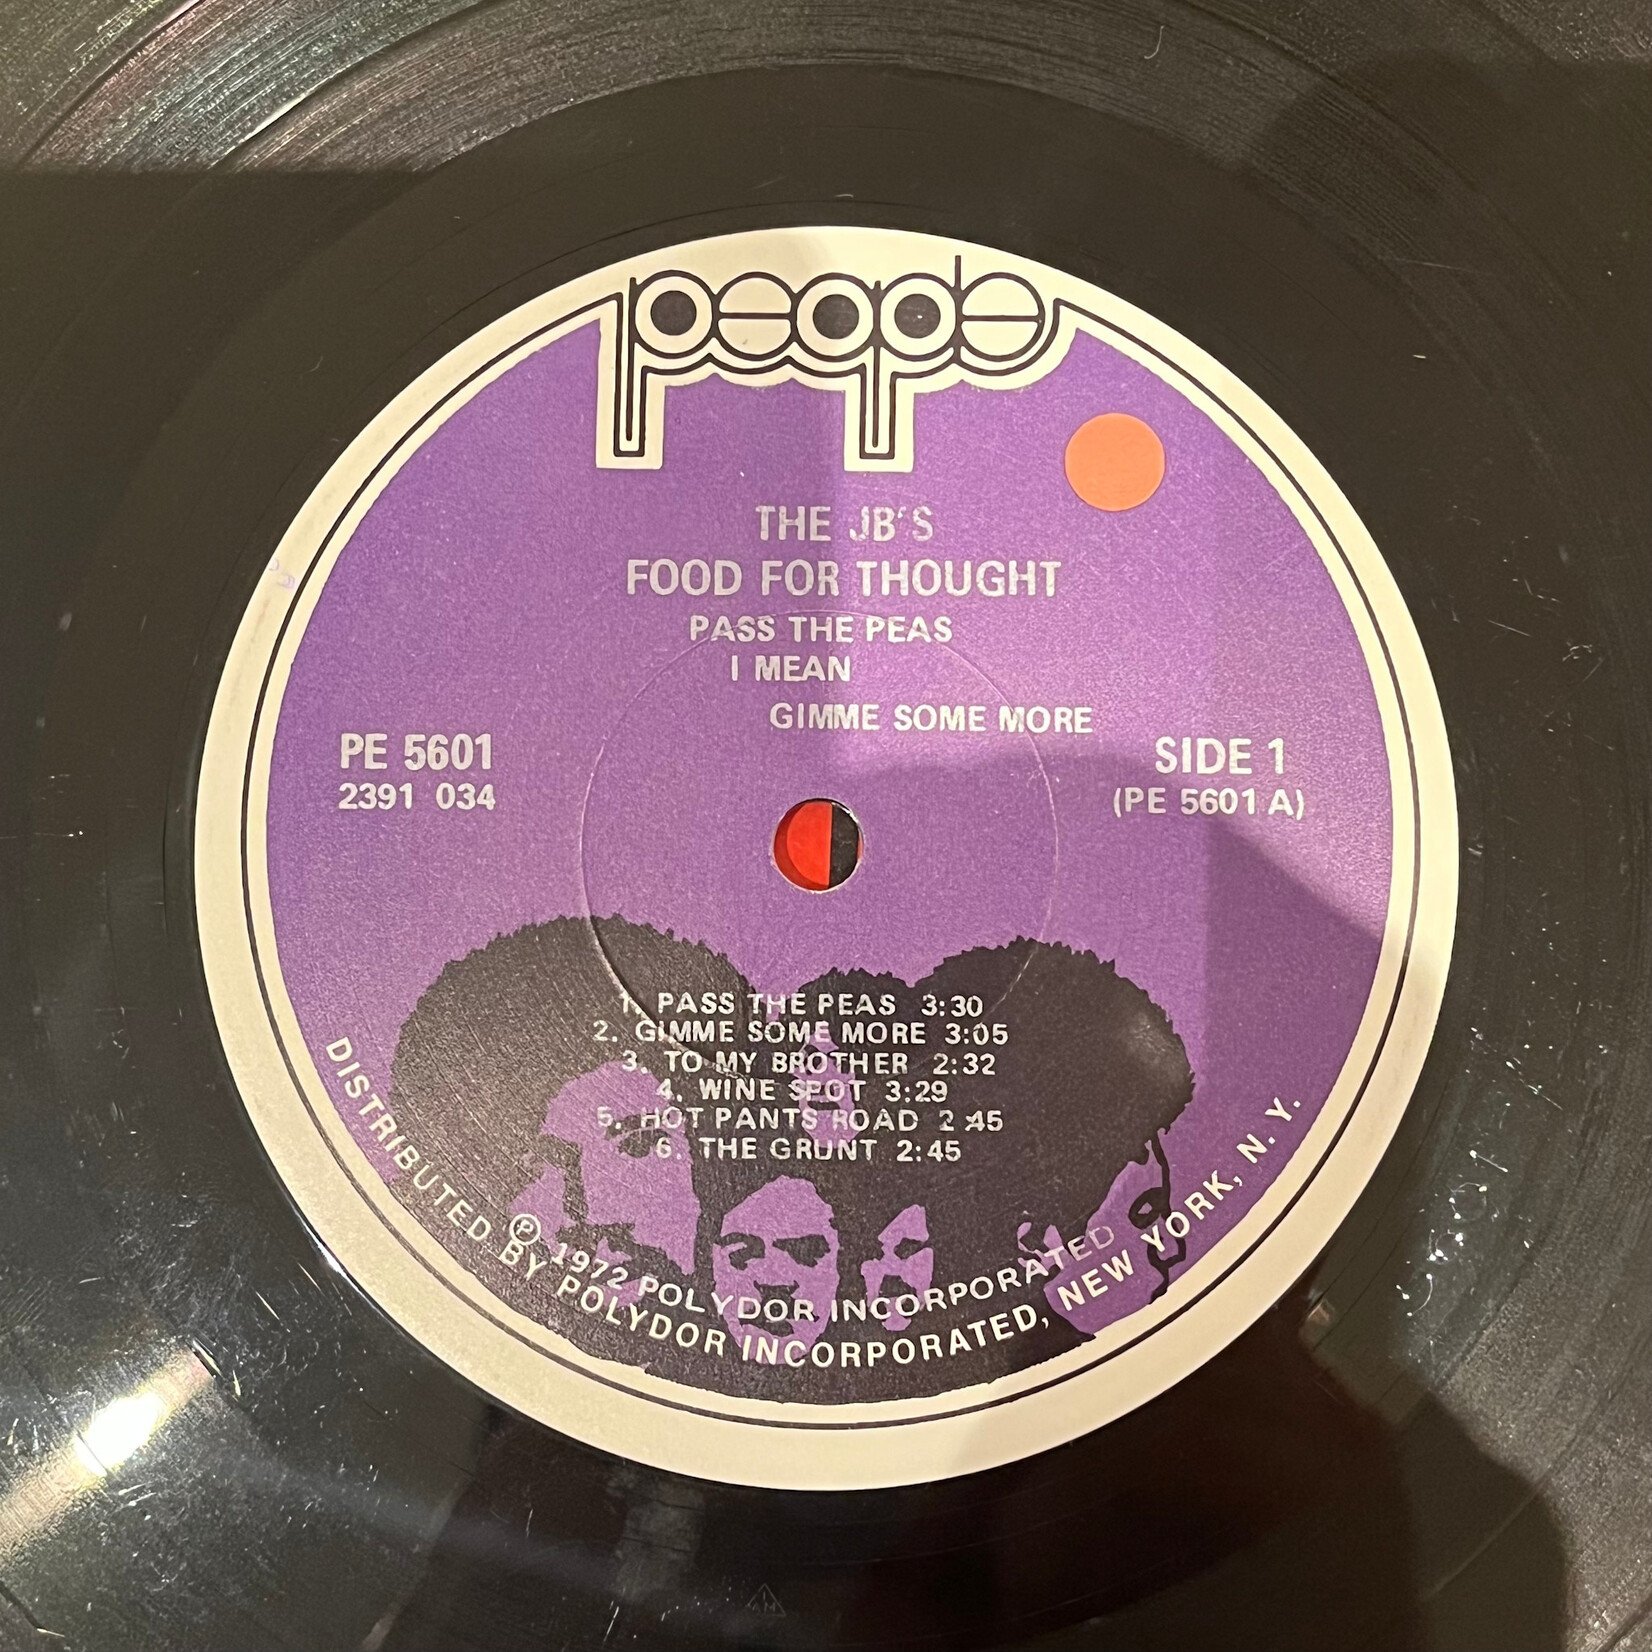 people
THE JB'S
FOOD FOR THOUGHT
PASS THE PEAS
I MEAN
GIMME SOME MORE
PE 5601
2391 034
SIDE 1
(PE 5601 A)
1. PASS THE PEAS 3:30
2. GIMME SOME MORE 3:05
3. TO MY BROTHER 2:32
4. WINE SPOT 3:29
5. HOT PANTS ROAD 2:45
6. THE GRUNT 2:45
Ⓟ 1972 POLYDOR INCORPORATED
DISTRIBUTED BY POLYDOR INCORPORATED, NEW YORK, N. Y.